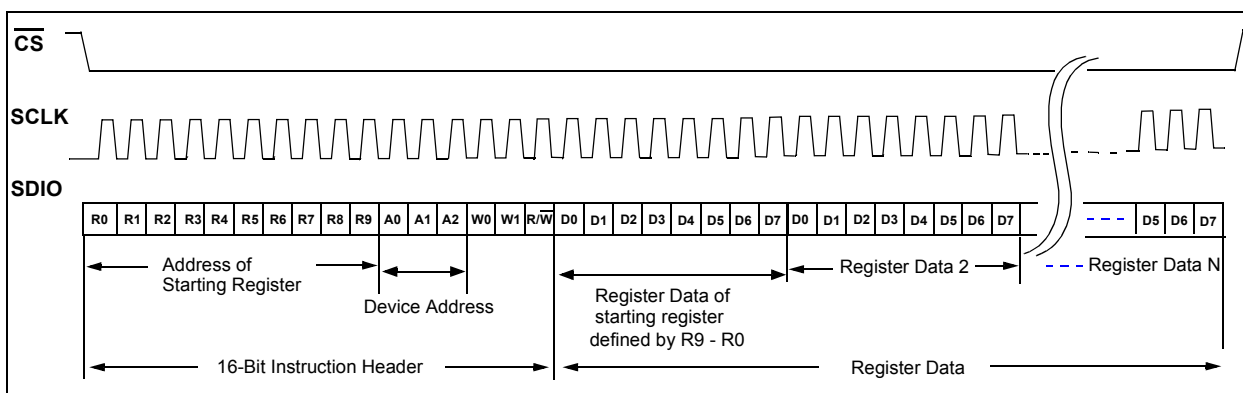 CS
SCLK
SDIO
R0 R1 R2 R3 R4 R5 R6 R7 R8 R9 A0 A1 A2 W0 W1 R/W D0 D1 D2 D3 D4 D5 D6 D7 D0 D1 D2 D3 D4 D5 D6 D7 D5 D6 D7
Address of
Starting Register
Device Address
Register Data of
starting register
defined by R9 - R0
Register Data 2
Register Data N
16-Bit Instruction Header
Register Data